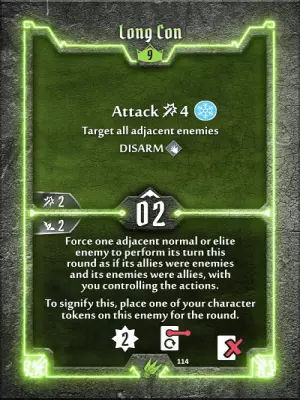 Long Con
9
Attack 4
Target all adjacent enemies
DISARM
2
2
02
Force one adjacent normal or elite
enemy to perform its turn this
round as if its allies were enemies
and its enemies were allies, with
you controlling the actions.
To signify this, place one of your character
tokens on this enemy for the round.
2
114